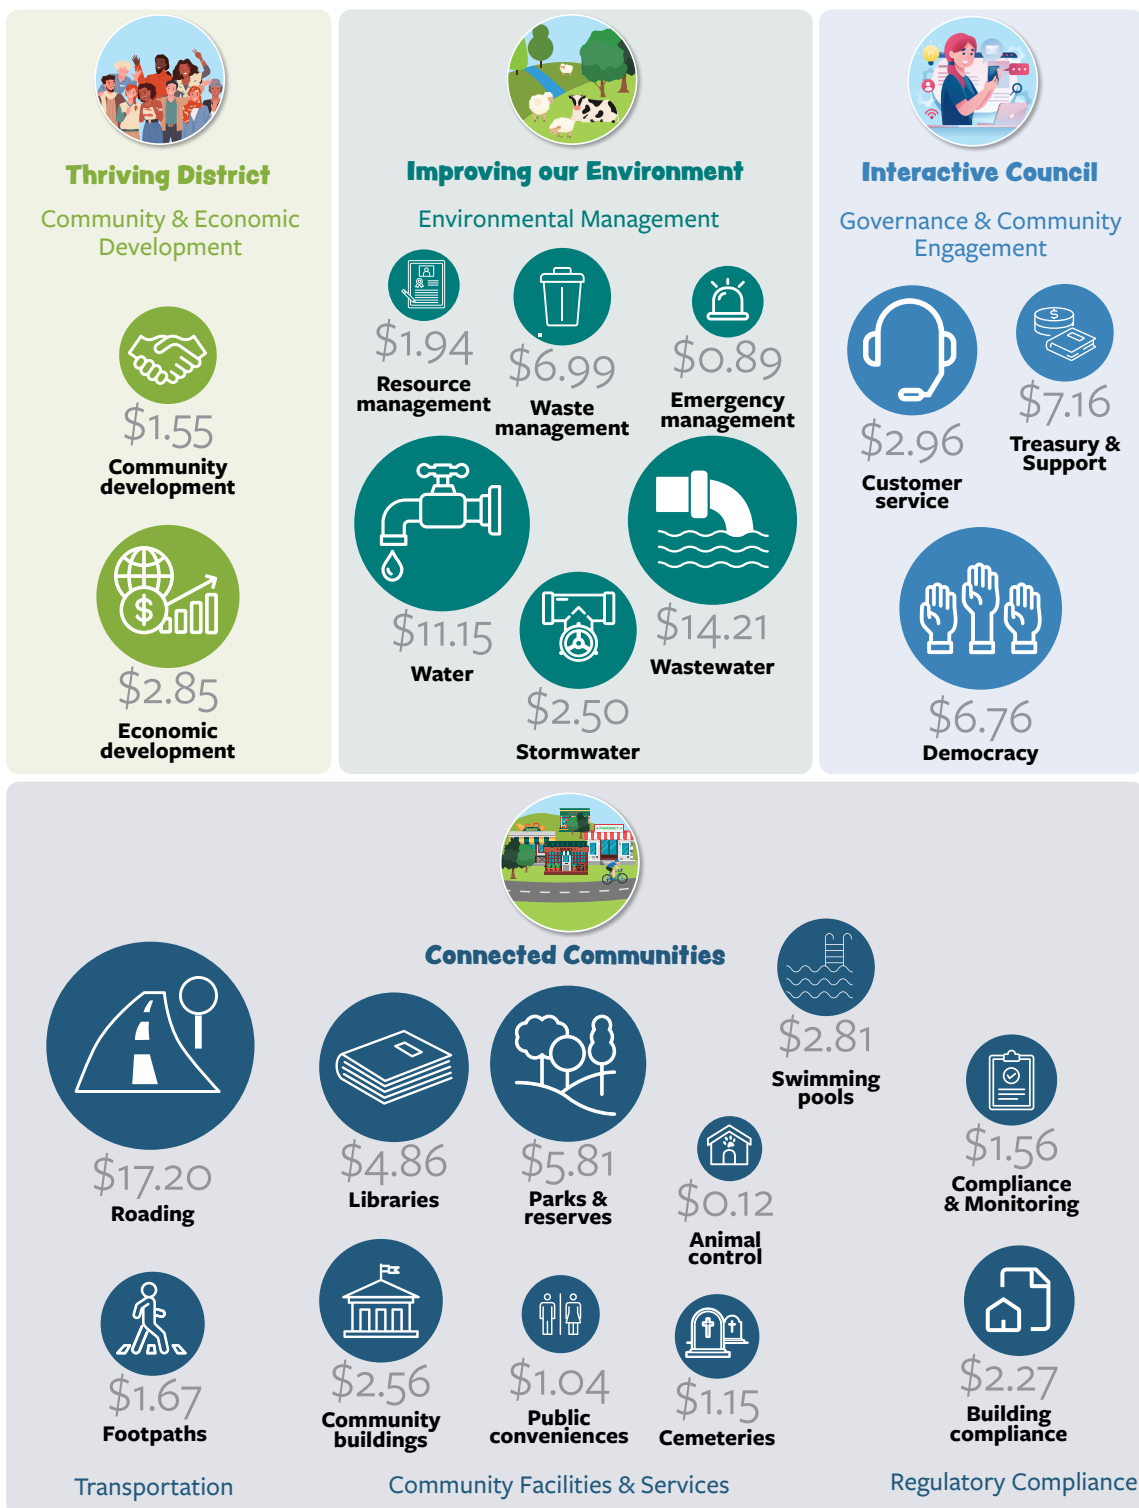 Thriving District
Community & Economic
Development
$1.55
Community
development
$2.85
Economic
development
Improving our Environment
Environmental Management
$1.94
Resource
management
$6.99
Waste
management
$0.89
Emergency
management
$11.15
Water
$2.50
Stormwater
$14.21
Wastewater
Interactive Council
Governance & Community
Engagement
$2.96
Customer
service
$7.16
Treasury &
Support
$6.76
Democracy
Connected Communities
$17.20
Roading
$1.67
Footpaths
Transportation
$4.86
Libraries
$5.81
Parks &
reserves
$2.81
Swimming
pools
$0.12
Animal
control
$2.56
Community
buildings
$1.04
Public
conveniences
$1.15
Cemeteries
Community Facilities & Services
$1.56
Compliance
& Monitoring
$2.27
Building
compliance
Regulatory Compliance